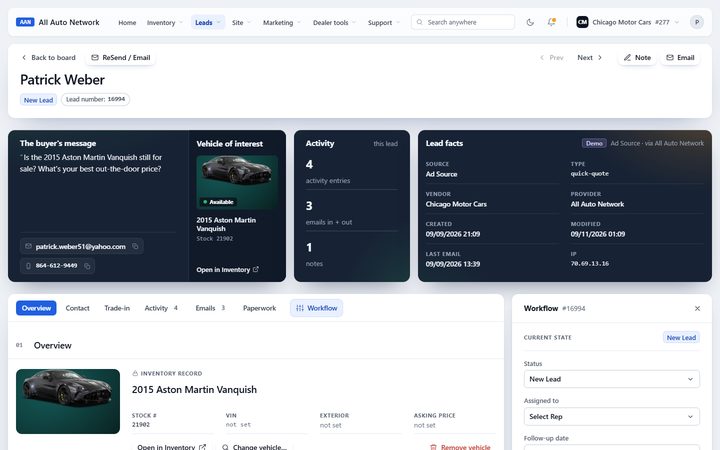 AAN All Auto Network Home Inventory Leads Site Marketing Dealer tools Support Search anywhere CM Chicago Motor Cars #277 P
Back to board ReSend / Email Prev Next Note Email
Patrick Weber
New Lead Lead number: 16994
The buyer's message
"Is the 2015 Aston Martin Vanquish still for
sale? What's your best out-the-door price?
patrick.weber51@yahoo.com
864-612-9449
Vehicle of interest
Available
2015 Aston Martin
Vanquish
Stock 21902
Open in Inventory
Activity this lead
4
activity entries
3
emails in + out
1
notes
Lead facts Demo Ad Source · via All Auto Network
SOURCE TYPE
Ad Source quick-quote
VENDOR PROVIDER
Chicago Motor Cars All Auto Network
CREATED MODIFIED
09/09/2026 21:09 09/11/2026 01:09
LAST EMAIL IP
09/09/2026 13:39 70.69.13.16
Overview Contact Trade-in Activity 4 Emails 3 Paperwork Workflow
01 Overview
INVENTORY RECORD
2015 Aston Martin Vanquish
STOCK # VIN EXTERIOR ASKING PRICE
21902 not set not set not set
Open in Inventory Change vehicle... Remove vehicle
Workflow #16994
CURRENT STATE New Lead
Status
New Lead
Assigned to
Select Rep
Follow-up date